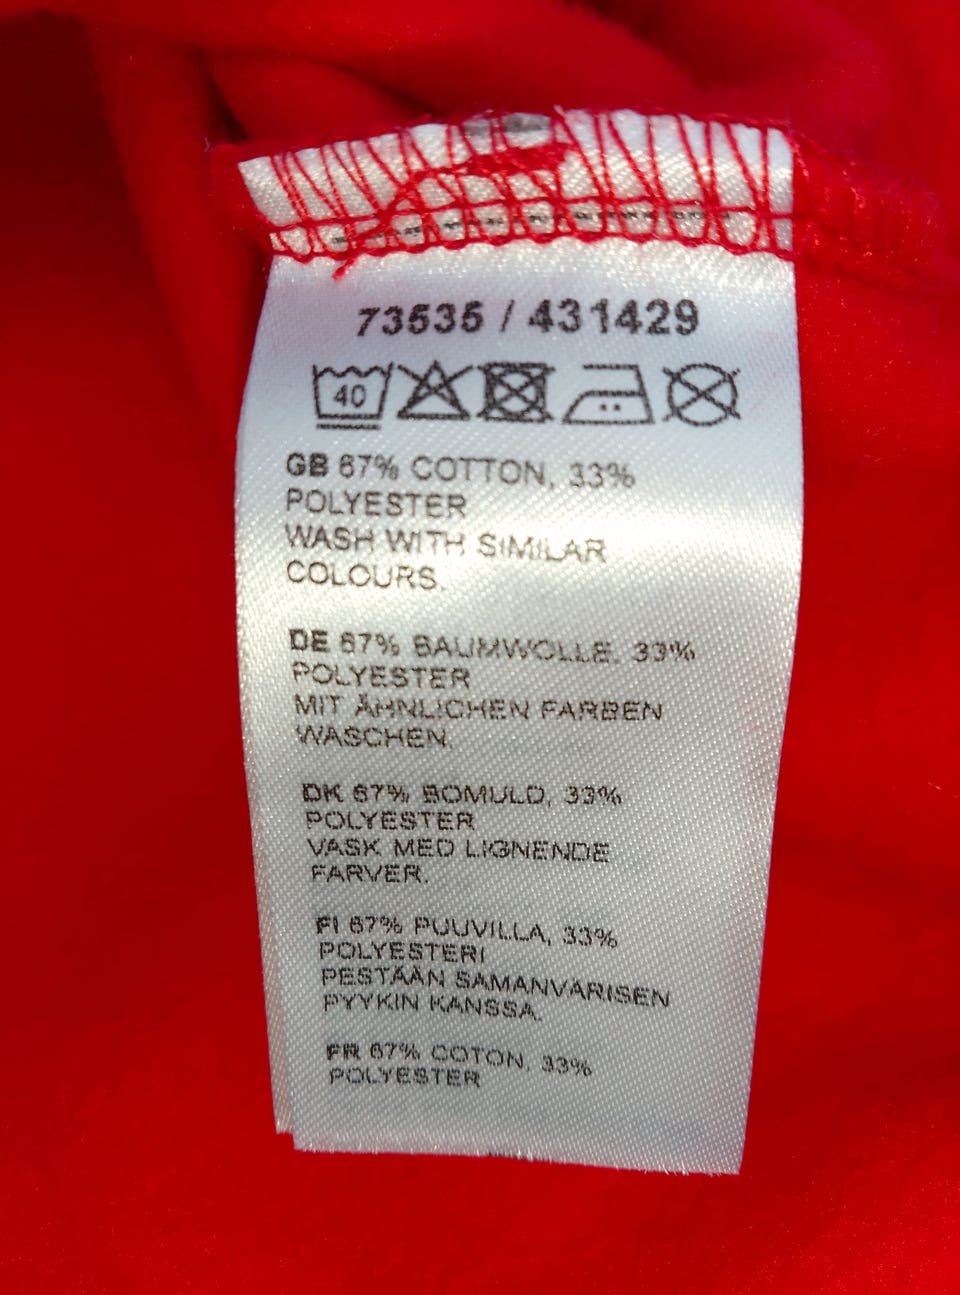 73535 / 431429
40
GB 67% COTTON, 33%
POLYESTER
WASH WITH SIMILAR
COLOURS.
DE 67% BAUMWOLLE, 33%
POLYESTER
MIT ÄHNLICHEN FARBEN
WASCHEN.
DK 67% BOMULD, 33%
POLYESTER
VASK MED LIGNENDE
FARVER.
FI 67% PUUVILLA, 33%
POLYESTERI
PESTÄÄN SAMANVÄRISEN
PYYKIN KANSSA.
FR 67% COTON, 33%
POLYESTER